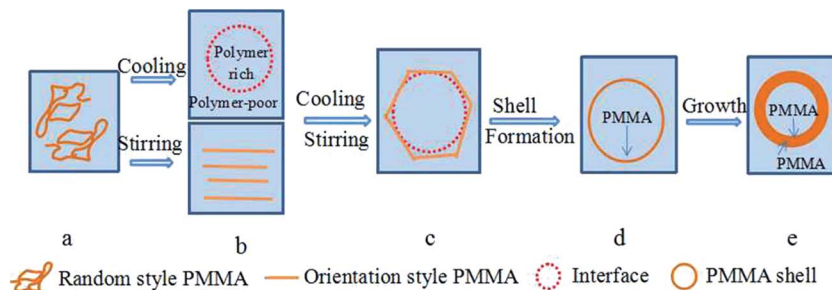 Cooling
Stirring
Polymer
rich
Polymer-poor
Cooling
Stirring
Shell
Formation
PMMA
Growth
PMMA
PMMA
a
b
c
d
e
Random style PMMA
Orientation style PMMA
Interface
PMMA shell